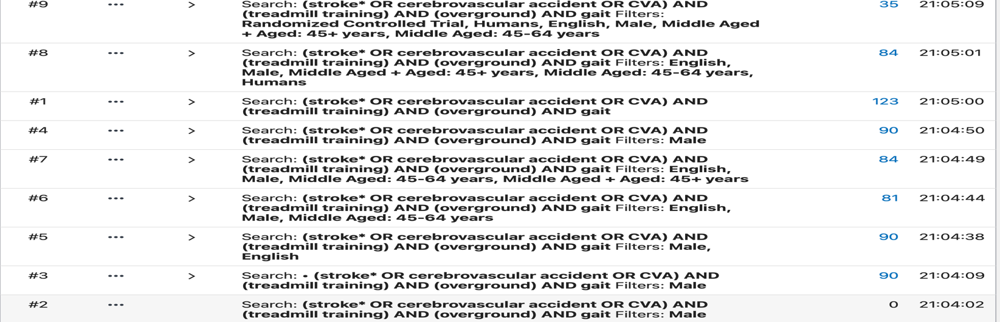 #9 ... > Search: (stroke* OR cerebrovascular accident OR CVA) AND 35 21:05:09
(treadmill training) AND (overground) AND gait Filters:
Randomized Controlled Trial, Humans, English, Male, Middle Aged
+ Aged: 45+ years, Middle Aged: 45-64 years
#8 ... > Search: (stroke* OR cerebrovascular accident OR CVA) AND 84 21:05:01
(treadmill training) AND (overground) AND gait Filters: English,
Male, Middle Aged + Aged: 45+ years, Middle Aged: 45-64 years,
Humans
#1 ... > Search: (stroke* OR cerebrovascular accident OR CVA) AND 123 21:05:00
(treadmill training) AND (overground) AND gait
#4 ... > Search: (stroke* OR cerebrovascular accident OR CVA) AND 90 21:04:50
(treadmill training) AND (overground) AND gait Filters: Male
#7 ... > Search: (stroke* OR cerebrovascular accident OR CVA) AND 84 21:04:49
(treadmill training) AND (overground) AND gait Filters: English,
Male, Middle Aged: 45-64 years, Middle Aged + Aged: 45+ years
#6 ... > Search: (stroke* OR cerebrovascular accident OR CVA) AND 81 21:04:44
(treadmill training) AND (overground) AND gait Filters: English,
Male, Middle Aged: 45-64 years
#5 ... > Search: (stroke* OR cerebrovascular accident OR CVA) AND 90 21:04:38
(treadmill training) AND (overground) AND gait Filters: Male,
English
#3 ... > Search: • (stroke* OR cerebrovascular accident OR CVA) AND 90 21:04:09
(treadmill training) AND (overground) AND gait Filters: Male
#2 ... Search: (stroke* OR cerebrovascular accident OR CVA) AND 0 21:04:02
(treadmill training) AND (overground) AND gait Filters: Male